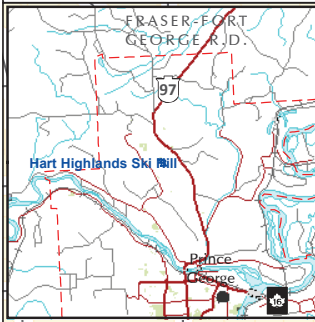 FRASER-FORT
GEORGE R.D.
97
Hart Highlands Ski Hill
Prince
George
16